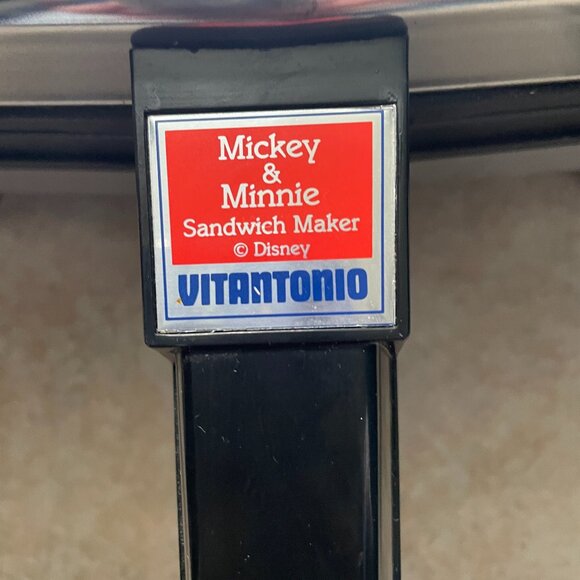 Mickey
&
Minnie
Sandwich Maker
© Disney
VITANTONIO